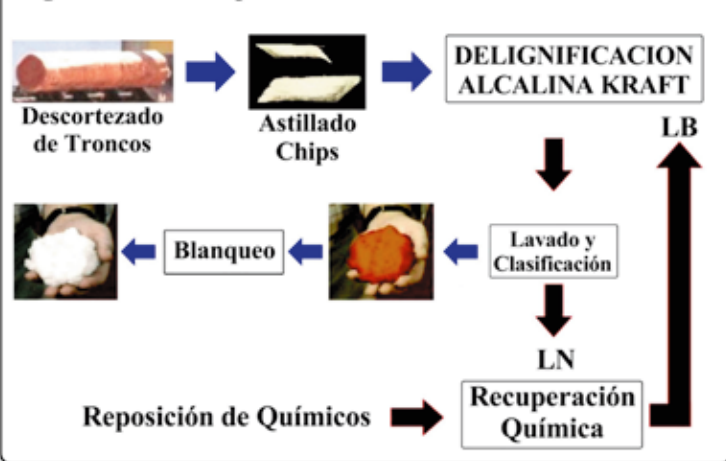 Descortezado
de Troncos
Astillado
Chips
DELIGNIFICACION
ALCALINA KRAFT
LB
Blanqueo
Lavado y
Clasificación
LN
Reposición de Químicos
Recuperación
Química